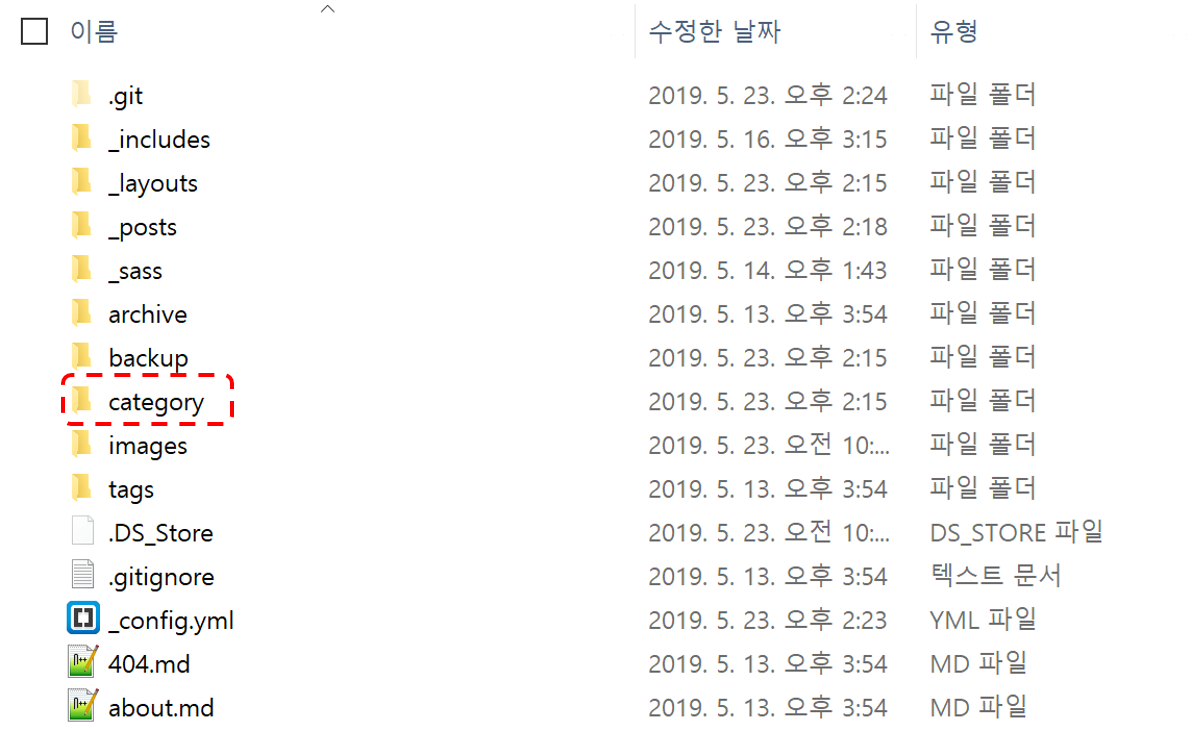 이름 수정한 날짜 유형
.git 2019. 5. 23. 오후 2:24 파일 폴더
_includes 2019. 5. 16. 오후 3:15 파일 폴더
_layouts 2019. 5. 23. 오후 2:15 파일 폴더
_posts 2019. 5. 23. 오후 2:18 파일 폴더
_sass 2019. 5. 14. 오후 1:43 파일 폴더
archive 2019. 5. 13. 오후 3:54 파일 폴더
backup 2019. 5. 23. 오후 2:15 파일 폴더
category 2019. 5. 23. 오후 2:15 파일 폴더
images 2019. 5. 23. 오전 10:... 파일 폴더
tags 2019. 5. 13. 오후 3:54 파일 폴더
.DS_Store 2019. 5. 23. 오전 10:... DS_STORE 파일
.gitignore 2019. 5. 13. 오후 3:54 텍스트 문서
_config.yml 2019. 5. 23. 오후 2:23 YML 파일
404.md 2019. 5. 13. 오후 3:54 MD 파일
about.md 2019. 5. 13. 오후 3:54 MD 파일